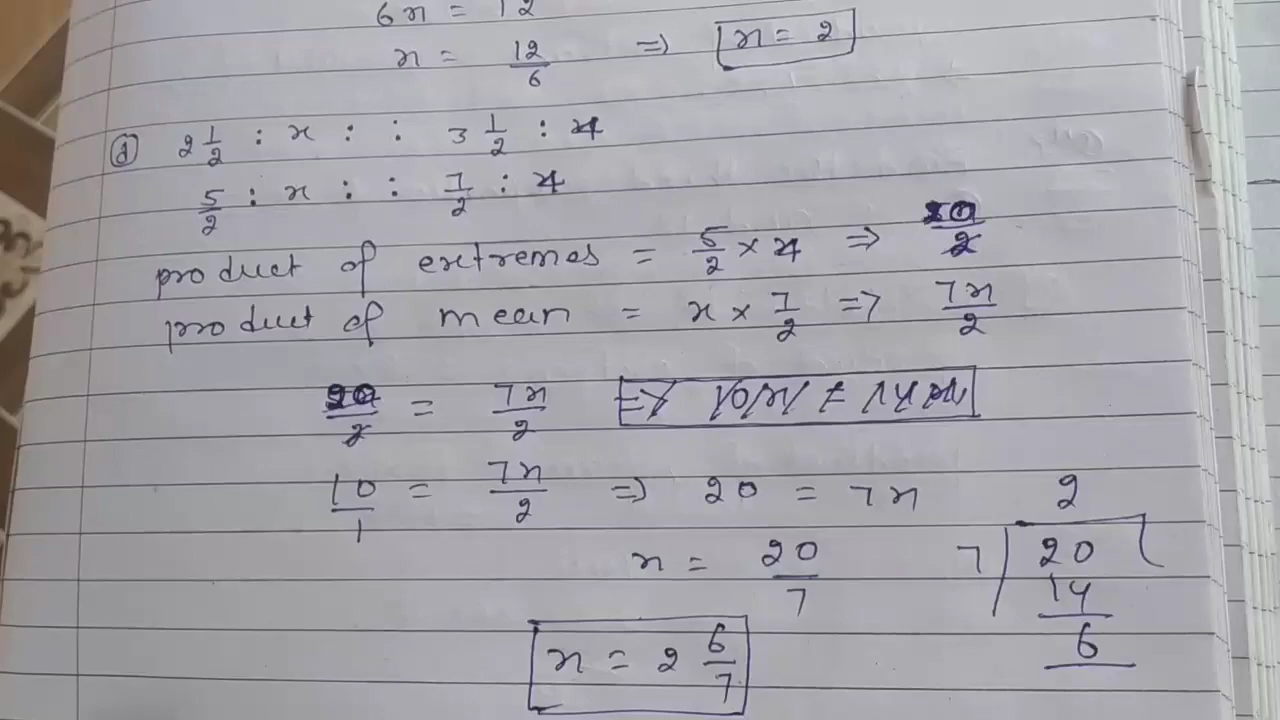 6x = 12
x = 12/6 => x = 2
(d) 2 1/2 : x : : 3 1/2 : 4
5/2 : x : : 7/2 : 4
product of extremes = 5/2 x 4 => 20/2
product of mean = x x 7/2 => 7x/2
20/2 = 7x/2
10/1 = 7x/2 => 20 = 7x
x = 20/7
x = 2 6/7
2
7 20
14
6